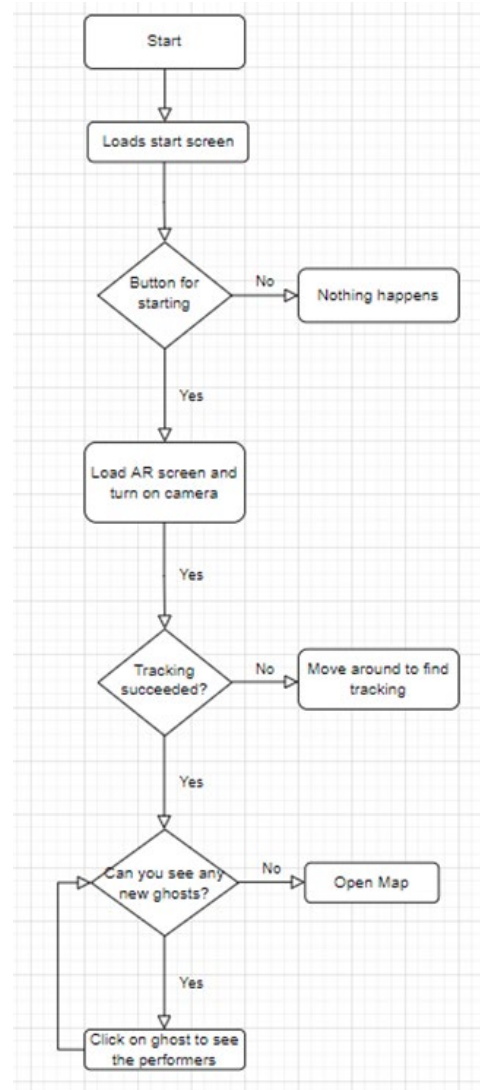 Start
Loads start screen
Button for
starting
No
Nothing happens
Yes
Load AR screen and
turn on camera
Yes
Tracking
succeeded?
No
Move around to find
tracking
Yes
Can you see any
new ghosts?
No
Open Map
Yes
Click on ghost to see
the performers